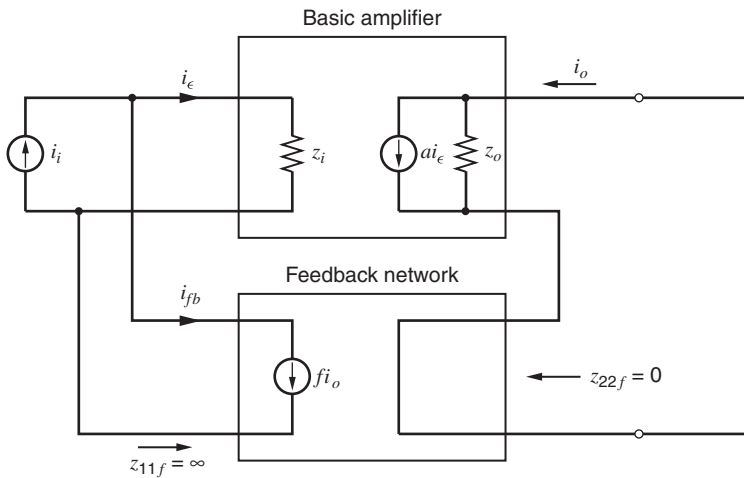 Basic amplifier
i_ϵ
i_o
i_i
z_i
ai_ϵ
z_o
Feedback network
i_fb
fi_o
z_22f = 0
z_11f = ∞